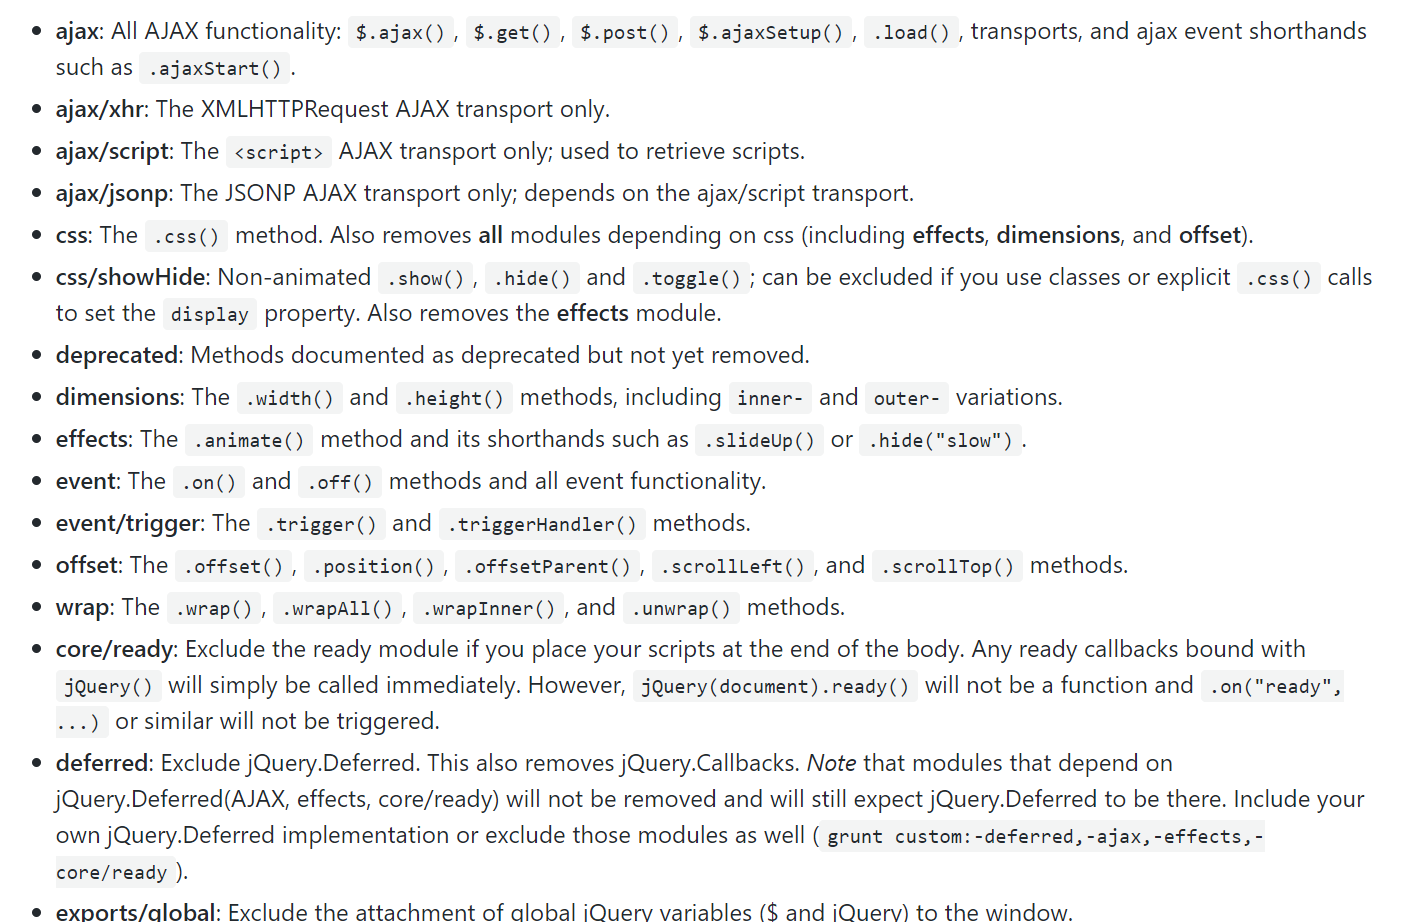 ajax: All AJAX functionality: $.ajax(), $.get(), $.post(), $.ajaxSetup(), .load(), transports, and ajax event shorthands
such as .ajaxStart().
ajax/xhr: The XMLHTTPRequest AJAX transport only.
ajax/script: The <script> AJAX transport only; used to retrieve scripts.
ajax/jsonp: The JSONP AJAX transport only; depends on the ajax/script transport.
css: The .css() method. Also removes all modules depending on css (including effects, dimensions, and offset).
css/showHide: Non-animated .show(), .hide() and .toggle(); can be excluded if you use classes or explicit .css() calls
to set the display property. Also removes the effects module.
deprecated: Methods documented as deprecated but not yet removed.
dimensions: The .width() and .height() methods, including inner- and outer- variations.
effects: The .animate() method and its shorthands such as .slideUp() or .hide("slow").
event: The .on() and .off() methods and all event functionality.
event/trigger: The .trigger() and .triggerHandler() methods.
offset: The .offset(), .position(), .offsetParent(), .scrollLeft(), and .scrollTop() methods.
wrap: The .wrap(), .wrapAll(), .wrapInner(), and .unwrap() methods.
core/ready: Exclude the ready module if you place your scripts at the end of the body. Any ready callbacks bound with
jQuery() will simply be called immediately. However, jQuery(document).ready() will not be a function and .on("ready",
...) or similar will not be triggered.
deferred: Exclude jQuery.Deferred. This also removes jQuery.Callbacks. Note that modules that depend on
jQuery.Deferred(AJAX, effects, core/ready) will not be removed and will still expect jQuery.Deferred to be there. Include your
own jQuery.Deferred implementation or exclude those modules as well (grunt custom:-deferred,-ajax,-effects,-
core/ready).
exports/global: Exclude the attachment of global jQuery variables ($ and jQuery) to the window.